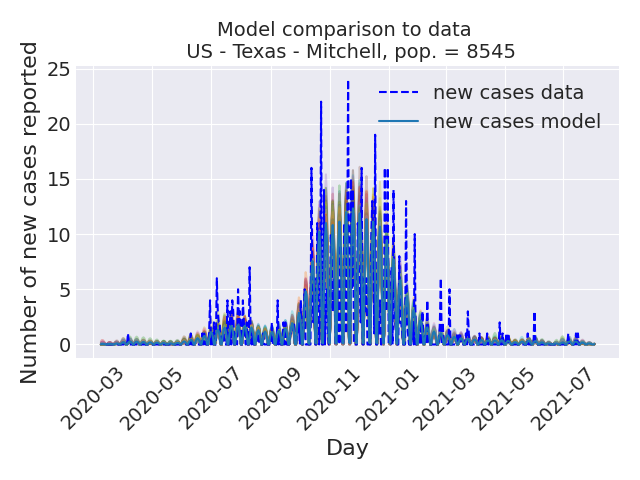 Model comparison to data
US - Texas - Mitchell, pop. = 8545
Number of new cases reported
25
20
15
10
5
0
new cases data
new cases model
2020-03
2020-05
2020-07
2020-09
2020-11
2021-01
2021-03
2021-05
2021-07
Day